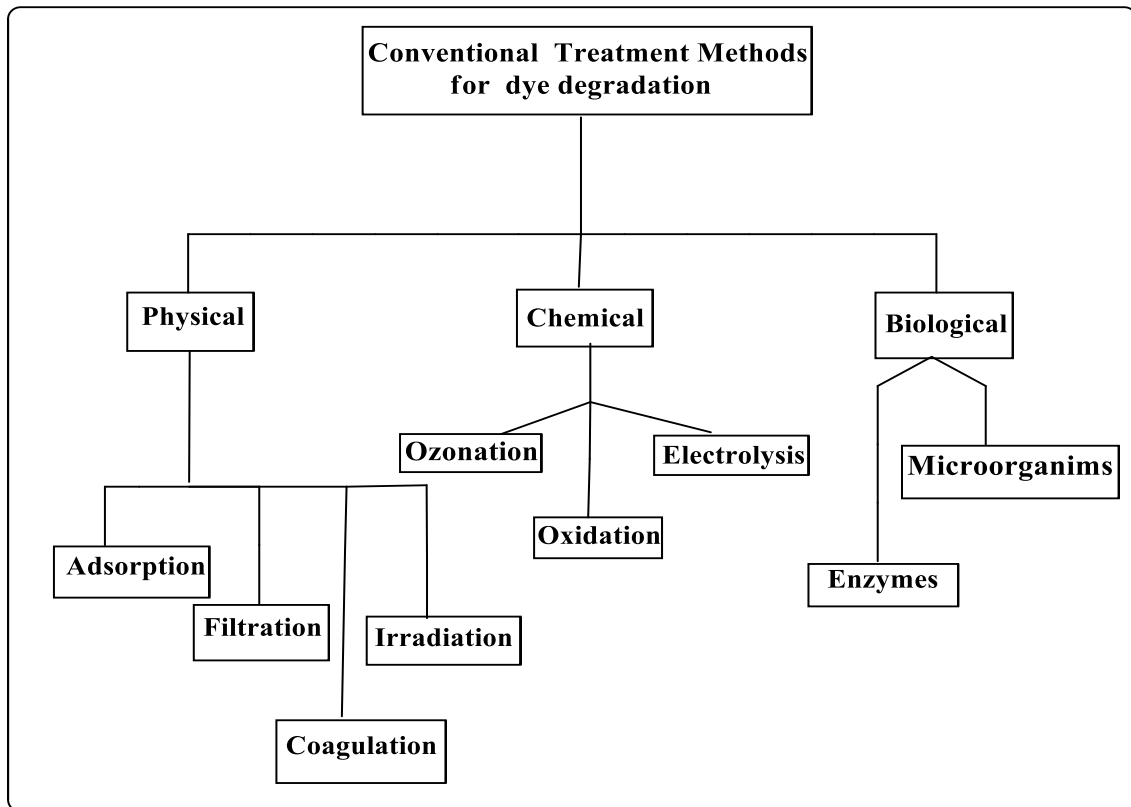 Conventional Treatment Methods
for dye degradation
Physical
Chemical
Biological
Ozonation
Electrolysis
Microorganims
Oxidation
Adsorption
Enzymes
Filtration
Irradiation
Coagulation